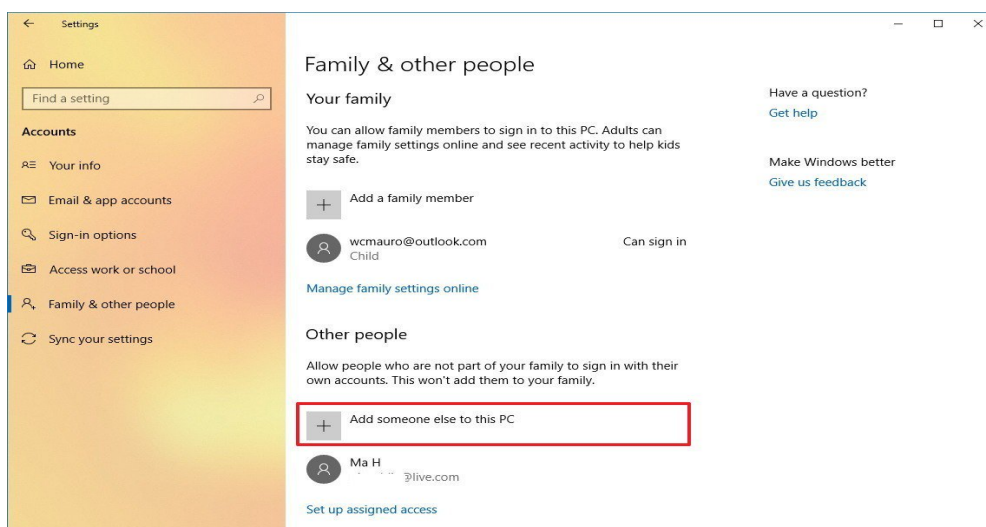 Settings
Home
Find a setting
Accounts
Your info
Email & app accounts
Sign-in options
Access work or school
Family & other people
Sync your settings
Family & other people
Your family
You can allow family members to sign in to this PC. Adults can
manage family settings online and see recent activity to help kids
stay safe.
Add a family member
wcmauro@outlook.com
Can sign in
Child
Manage family settings online
Other people
Allow people who are not part of your family to sign in with their
own accounts. This won't add them to your family.
Add someone else to this PC
Ma H
@live.com
Set up assigned access
Have a question?
Get help
Make Windows better
Give us feedback